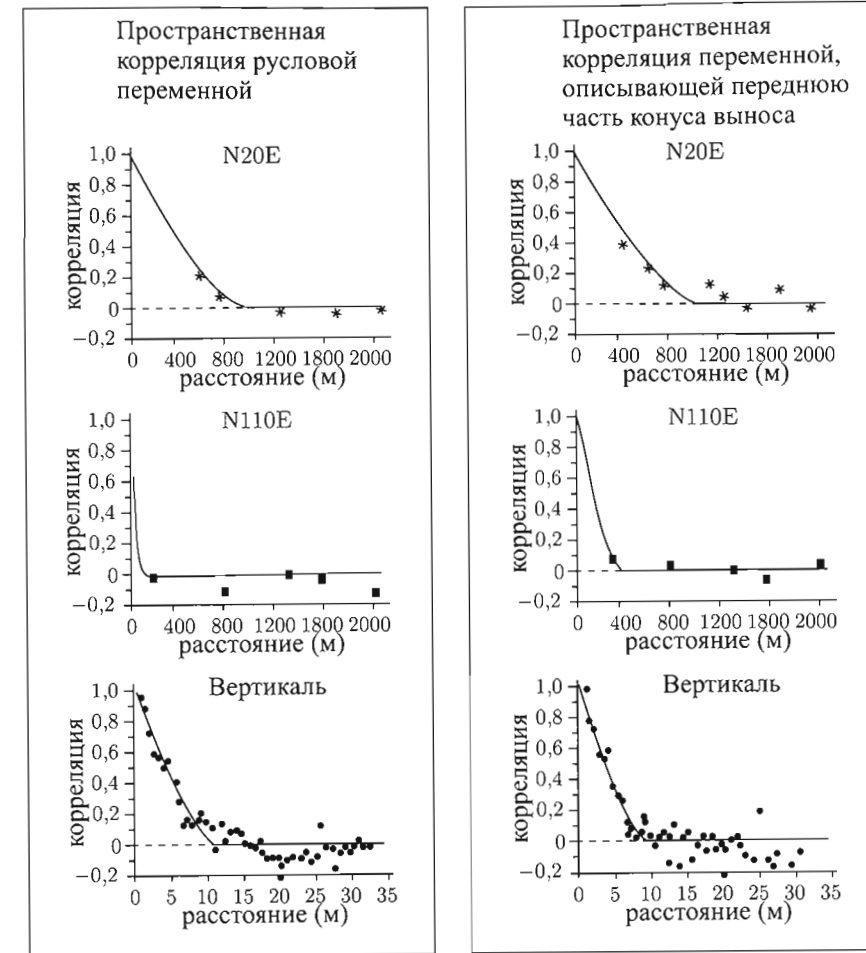 Пространственная
корреляция русловой
переменной
N20E
корреляция
1,0
0,8
0,6
0,4
0,2
0
−0,2
0 400 800 1200 1800 2000
расстояние (м)
N110E
корреляция
1,0
0,8
0,6
0,4
0,2
0
−0,2
0 400 800 1200 1800 2000
расстояние (м)
Вертикаль
корреляция
1,0
0,8
0,6
0,4
0,2
0
−0,2
0 5 10 15 20 25 30 35
расстояние (м)
Пространственная
корреляция переменной,
описывающей переднюю
часть конуса выноса
N20E
корреляция
1,0
0,8
0,6
0,4
0,2
0
−0,2
0 400 800 1200 1800 2000
расстояние (м)
N110E
корреляция
1,0
0,8
0,6
0,4
0,2
0
−0,2
0 400 800 1200 1800 2000
расстояние (м)
Вертикаль
корреляция
1,0
0,8
0,6
0,4
0,2
0
−0,2
0 5 10 15 20 25 30 35
расстояние (м)